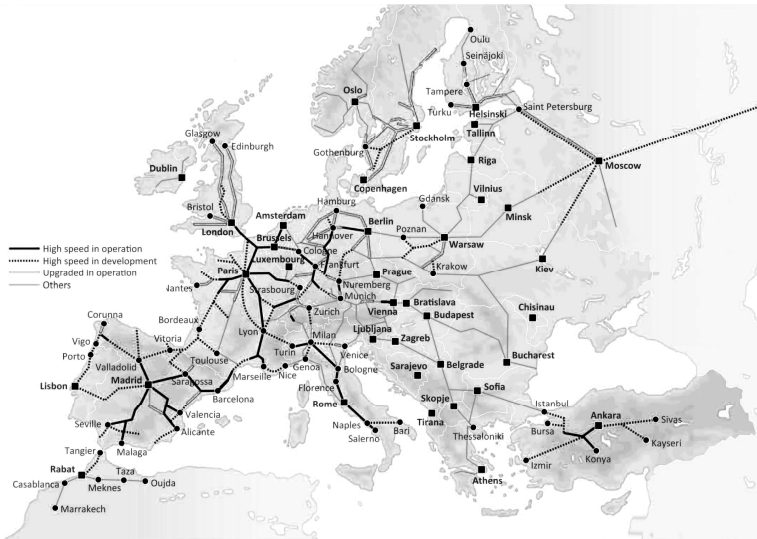 Oulu
Seinäjoki
Tampere
Turku
Helsinki
Saint Petersburg
Oslo
Stockholm
Tallinn
Glasgow
Edinburgh
Gothenburg
Riga
Moscow
Dublin
Copenhagen
Vilnius
Minsk
Bristol
London
Amsterdam
Hamburg
Gdańsk
Brussels
Hannover
Berlin
Poznan
Warsaw
High speed in operation
High speed in development
Upgraded in operation
Others
Luxembourg
Cologne
Frankfurt
Prague
Krakow
Kiev
Paris
Nantes
Strasbourg
Nuremberg
Munich
Vienna
Bratislava
Budapest
Chisinau
Corunna
Bordeaux
Zurich
Lyon
Milan
Ljubljana
Zagreb
Vigo
Porto
Vitoria
Toulouse
Turin
Venice
Genoa
Bologne
Belgrade
Bucharest
Valladolid
Marseille
Nice
Florence
Sarajevo
Sofia
Lisbon
Madrid
Saragossa
Barcelona
Rome
Skopje
Istanbul
Ankara
Sivas
Valencia
Naples
Salerno
Bari
Tirana
Thessaloniki
Bursa
Kayseri
Seville
Alicante
Malaga
Izmir
Konya
Tangier
Athens
Rabat
Casablanca
Taza
Meknes
Oujda
Marrakech